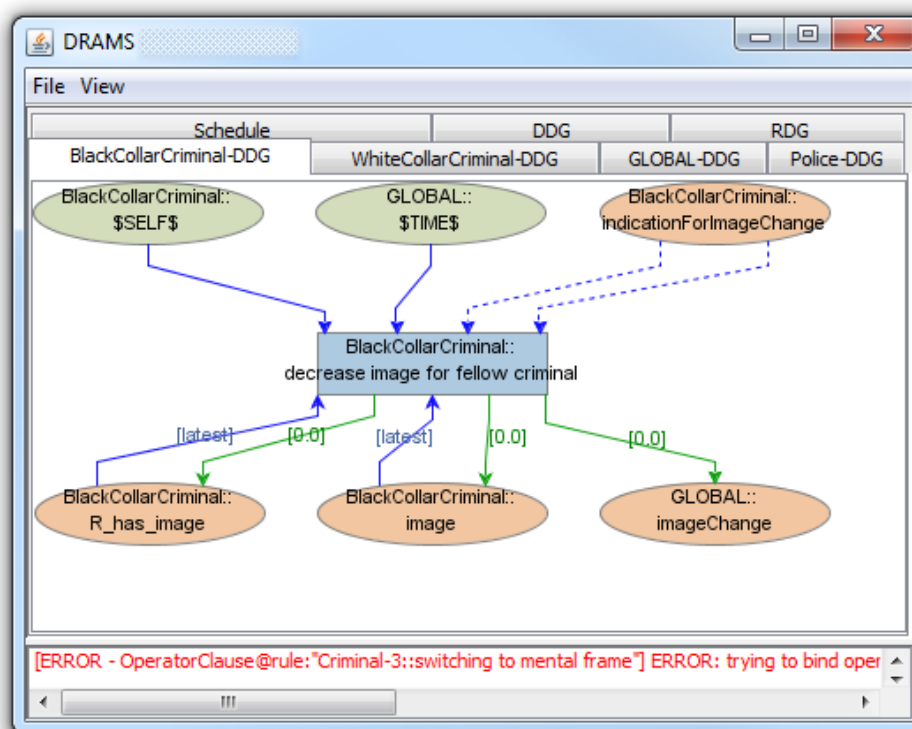 DRAMS
File View
Schedule DDG RDG
BlackCollarCriminal-DDG WhiteCollarCriminal-DDG GLOBAL-DDG Police-DDG
BlackCollarCriminal::
$SELF$
GLOBAL::
$TIME$
BlackCollarCriminal::
indicationForImageChange
BlackCollarCriminal::
decrease image for fellow criminal
[latest]
[0.0]
[latest]
[0.0]
[0.0]
BlackCollarCriminal::
R_has_image
BlackCollarCriminal::
image
GLOBAL::
imageChange
[ERROR - OperatorClause@rule:"Criminal-3::switching to mental frame"] ERROR: trying to bind oper